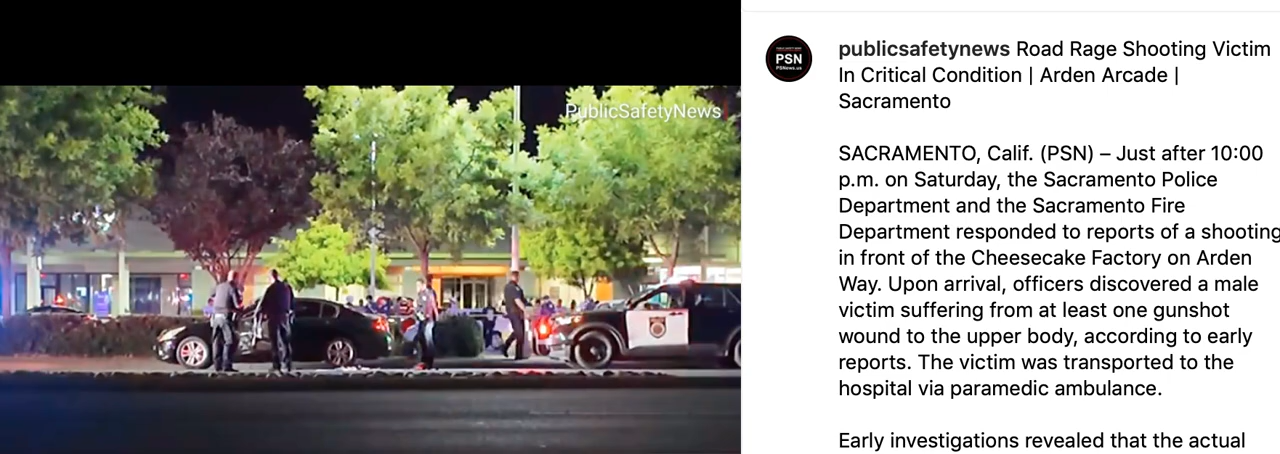 PublicSafetyNews
PSN
PSNews.us
publicsafetynews Road Rage Shooting Victim
In Critical Condition | Arden Arcade |
Sacramento
SACRAMENTO, Calif. (PSN) – Just after 10:00
p.m. on Saturday, the Sacramento Police
Department and the Sacramento Fire
Department responded to reports of a shooting
in front of the Cheesecake Factory on Arden
Way. Upon arrival, officers discovered a male
victim suffering from at least one gunshot
wound to the upper body, according to early
reports. The victim was transported to the
hospital via paramedic ambulance.
Early investigations revealed that the actual